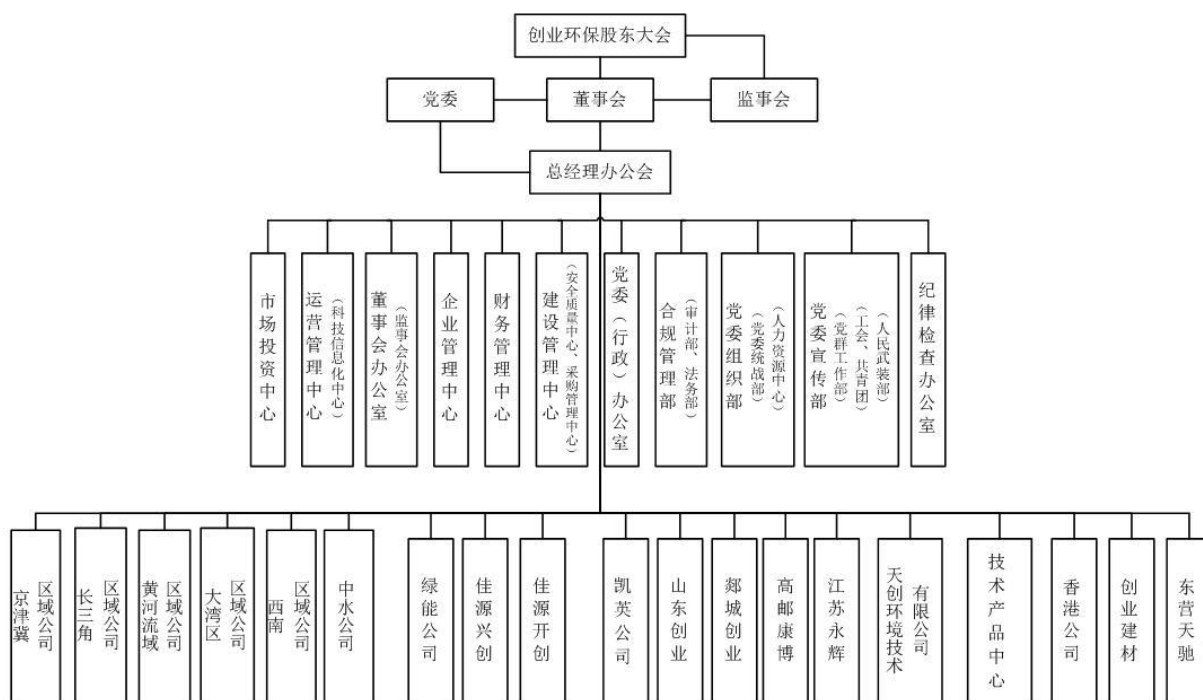 创业环保股东大会
党委
董事会
监事会
总经理办公会
市场投资中心
运营管理中心
（科技信息化中心）
董事会办公室
（监事会办公室）
企业管理中心
财务管理中心
建设管理中心
（安全质量中心、采购管理中心）
党委（行政）办公室
合规管理部
（审计部、法务部）
党委组织部
（党委统战部）
（人力资源中心）
党委宣传部
（党群工作部）
（工会、共青团）
（人民武装部）
纪律检查办公室
京津冀
区域公司
长三角
区域公司
黄河流域
区域公司
大湾区
区域公司
西南
区域公司
中水公司
绿能公司
佳源兴创
佳源开创
凯英公司
山东创业
郯城创业
高邮康博
江苏永辉
天创环境技术
有限公司
技术产品中心
香港公司
创业建材
东营天驰